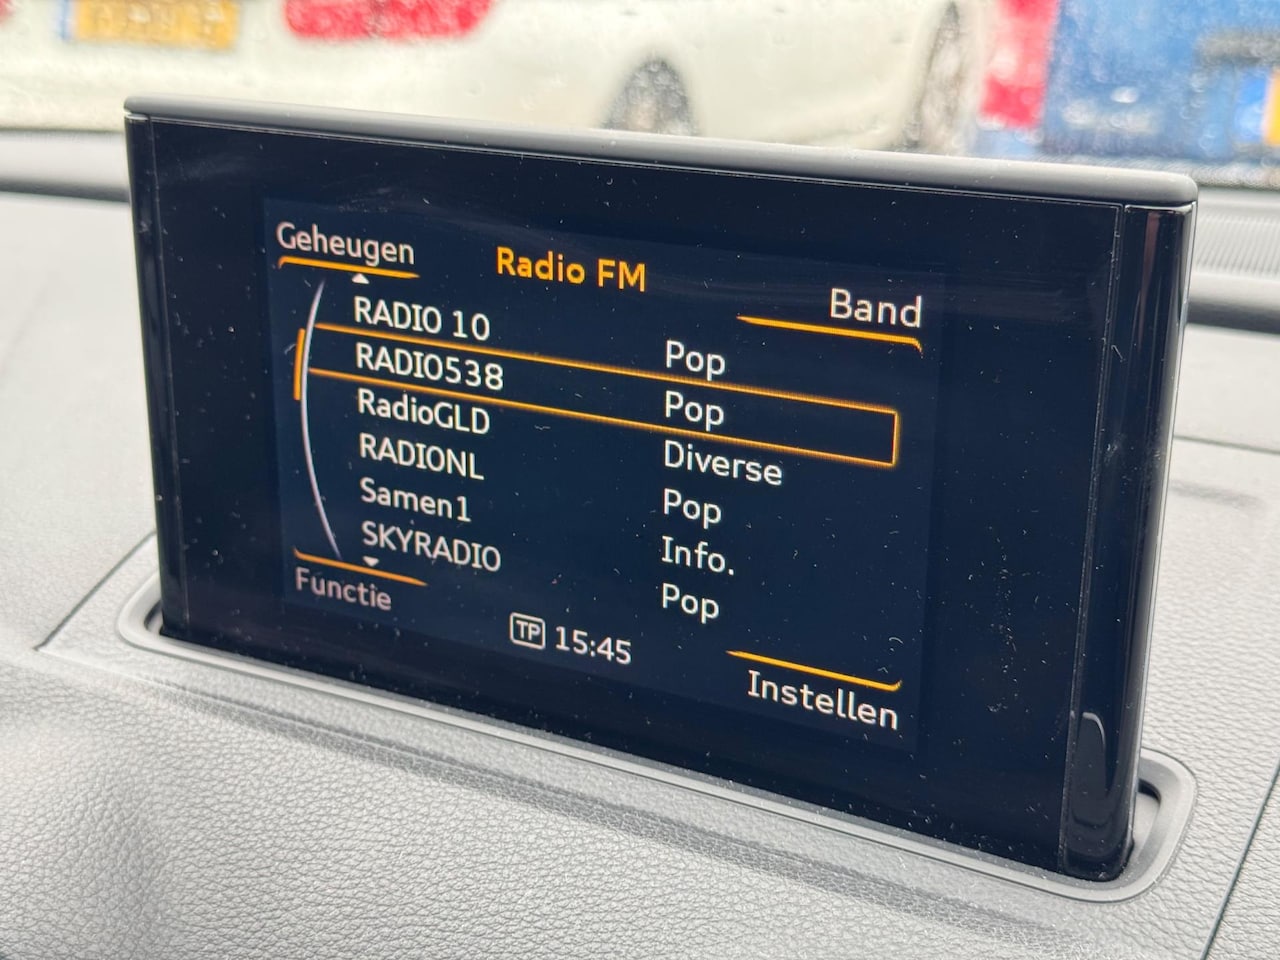 Geheugen
Radio FM
Band
RADIO 10 Pop
RADIO538 Pop
RadioGLD Diverse
RADIONL Pop
Samen1 Info.
SKYRADIO Pop
Functie
TP 15:45
Instellen